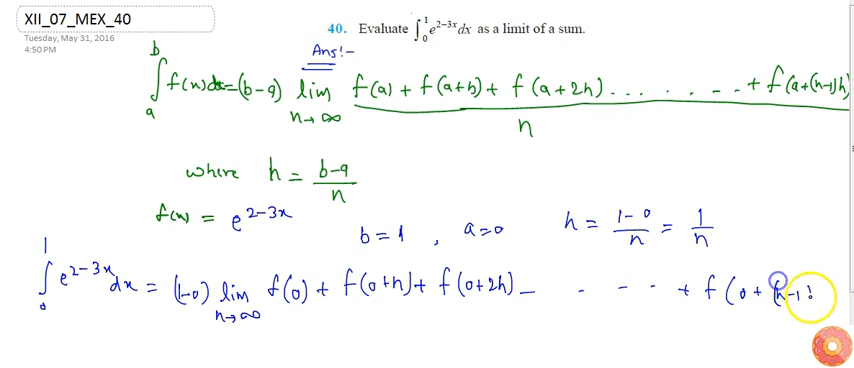 XII_07_MEX_40
Tuesday, May 31, 2016
4:50 PM
40. Evaluate ∫₀¹ e^{2–3x} dx as a limit of a sum.
Ans:-
∫ₐᵇ f(x)dx = (b-a) lim_{n→∞} (f(a) + f(a+h) + f(a+2h) . . . . . . . - . + f(a+(n-1)h)) / n
where h = (b-a)/n
f(x) = e^{2-3x} b = 1 , a = 0 h = (1-0)/n = 1/n
∫₀¹ e^{2-3x} dx = (1-0) lim_{n→∞} f(0) + f(0+h) + f(0+2h) - . . - - . + f(0 + (n-1